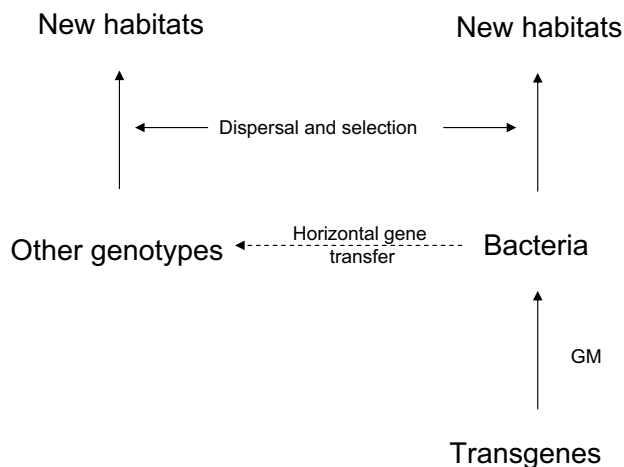 New habitats
New habitats
Dispersal and selection
Other genotypes
Horizontal gene
transfer
Bacteria
GM
Transgenes